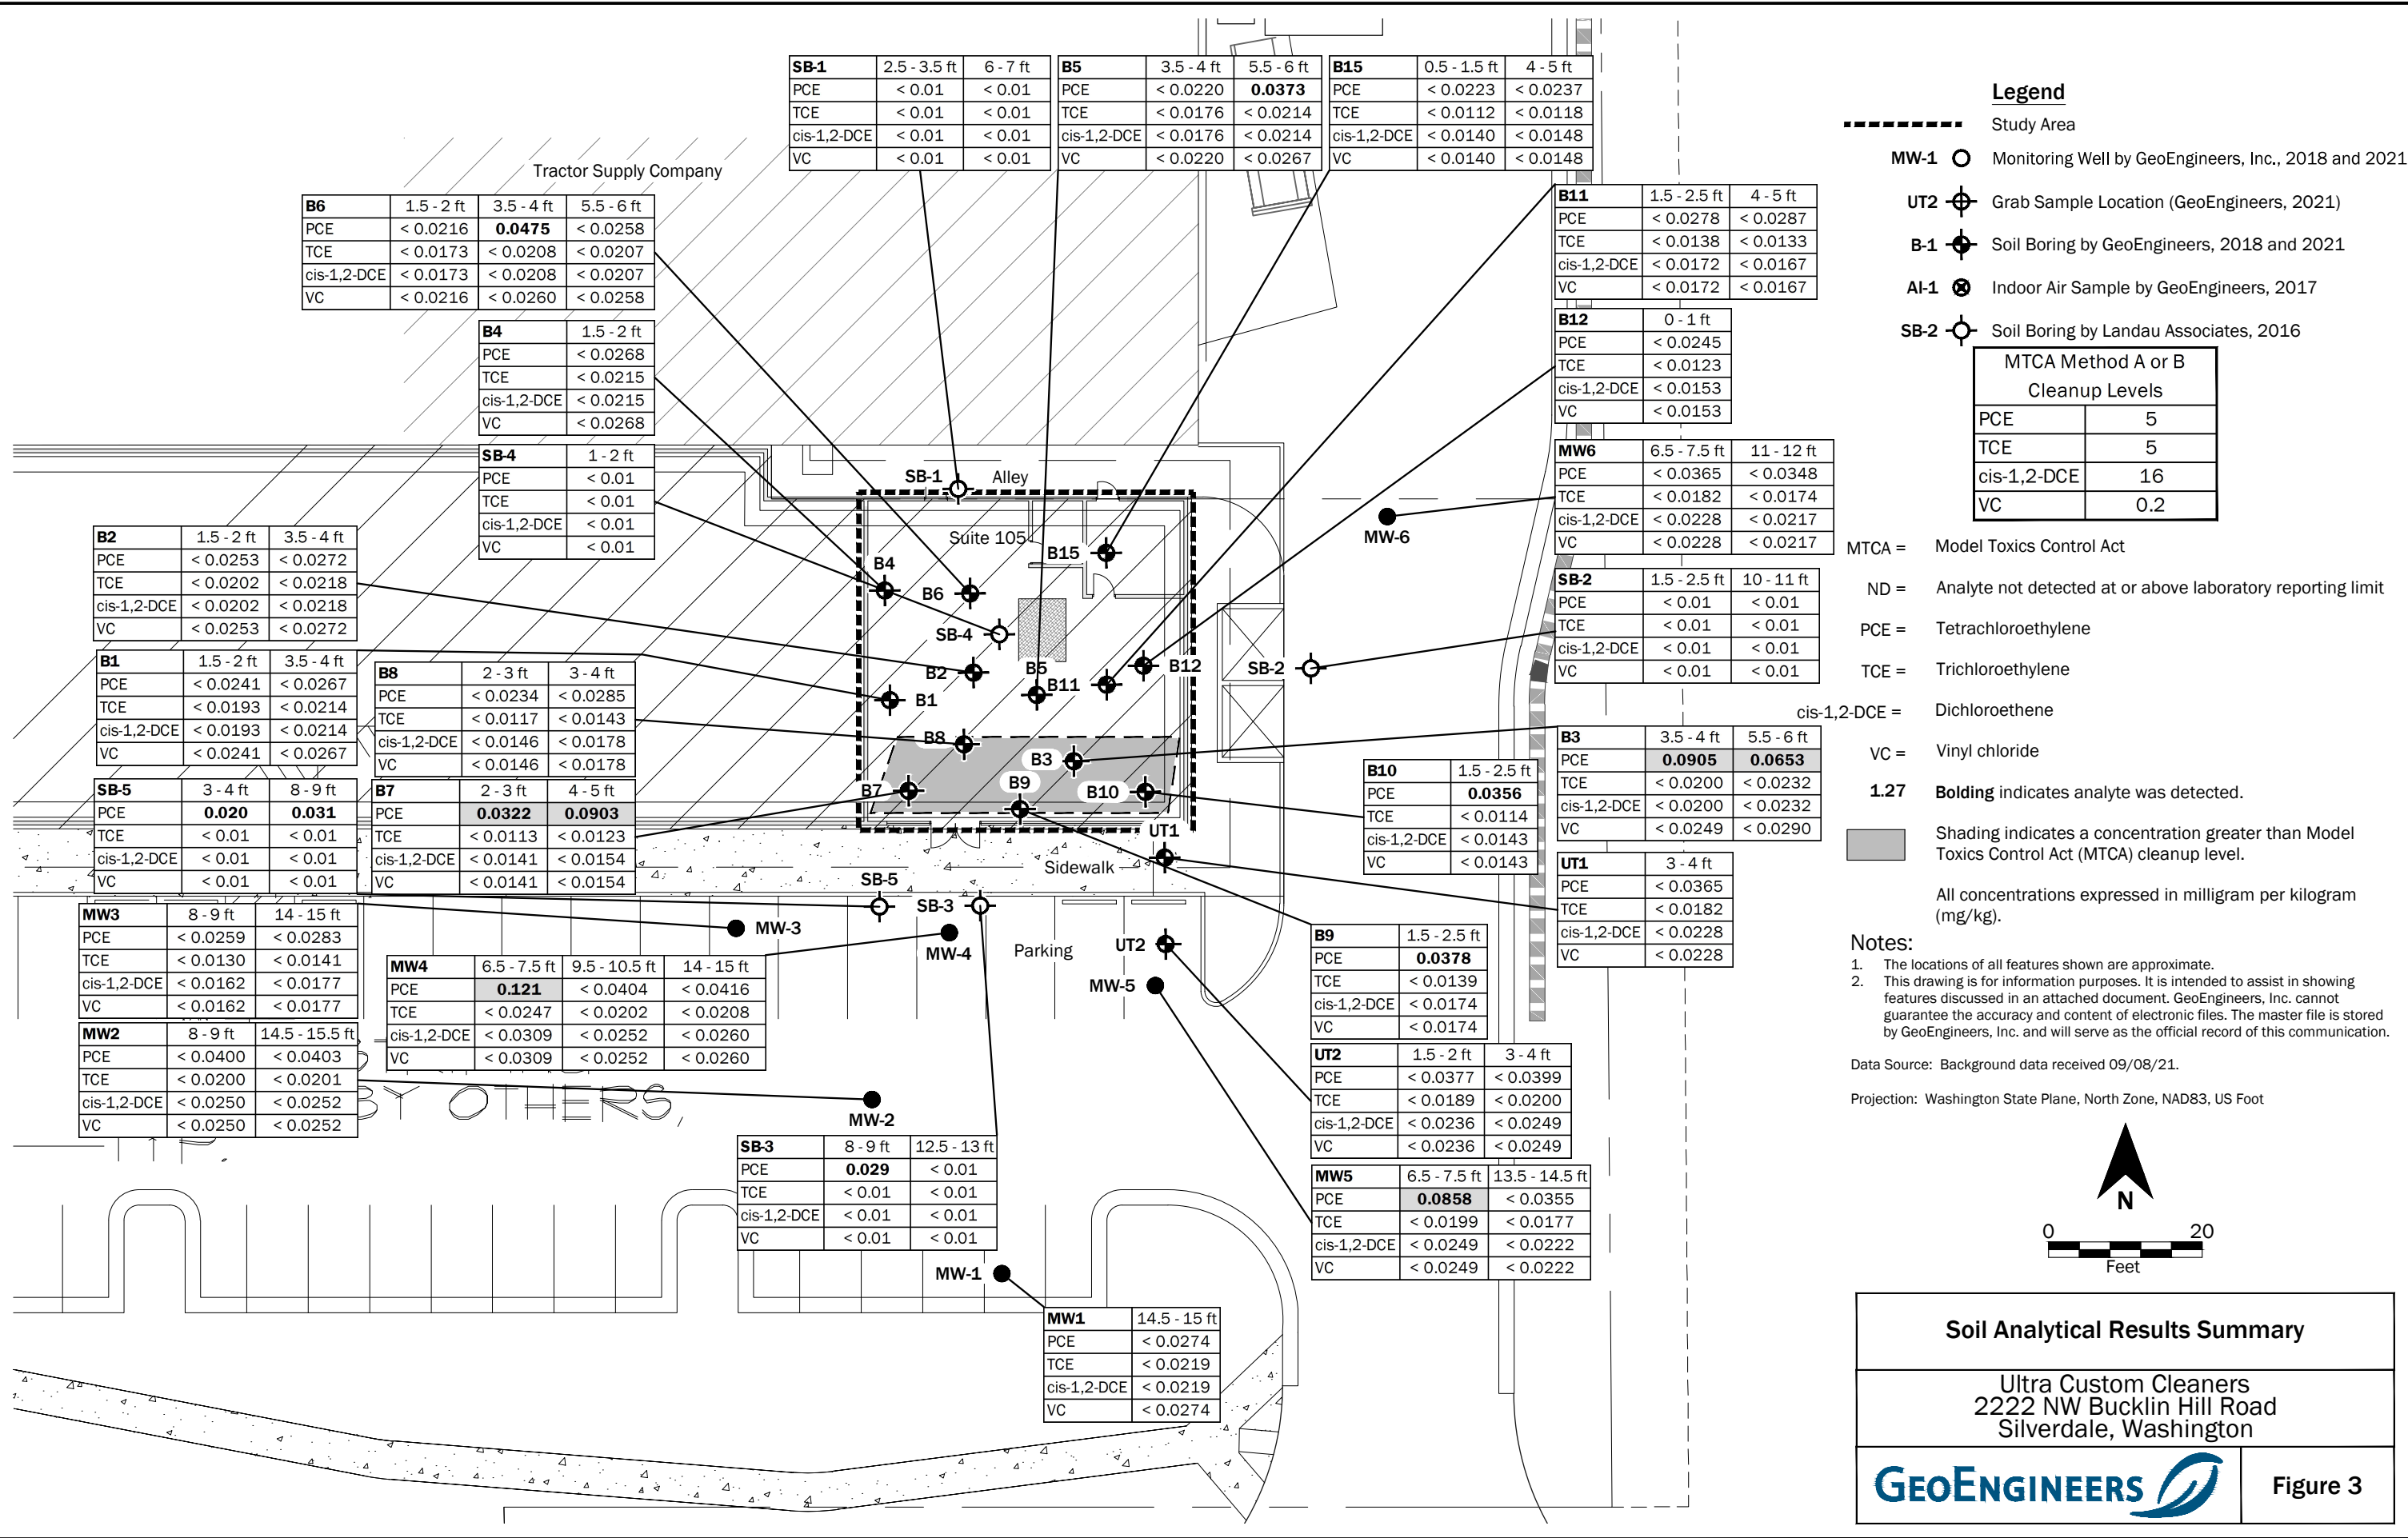 SB-1 2.5 - 3.5 ft 6 - 7 ft
PCE < 0.01 < 0.01
TCE < 0.01 < 0.01
cis-1,2-DCE < 0.01 < 0.01
VC < 0.01 < 0.01
B5 3.5 - 4 ft 5.5 - 6 ft
PCE < 0.0220 0.0373
TCE < 0.0176 < 0.0214
cis-1,2-DCE < 0.0176 < 0.0214
VC < 0.0220 < 0.0267
B15 0.5 - 1.5 ft 4 - 5 ft
PCE < 0.0223 < 0.0237
TCE < 0.0112 < 0.0118
cis-1,2-DCE < 0.0140 < 0.0148
VC < 0.0140 < 0.0148
Tractor Supply Company
B6 1.5 - 2 ft 3.5 - 4 ft 5.5 - 6 ft
PCE < 0.0216 0.0475 < 0.0258
TCE < 0.0173 < 0.0208 < 0.0207
cis-1,2-DCE < 0.0173 < 0.0208 < 0.0207
VC < 0.0216 < 0.0260 < 0.0258
B4 1.5 - 2 ft
PCE < 0.0268
TCE < 0.0215
cis-1,2-DCE < 0.0215
VC < 0.0268
SB-4 1 - 2 ft
PCE < 0.01
TCE < 0.01
cis-1,2-DCE < 0.01
VC < 0.01
B2 1.5 - 2 ft 3.5 - 4 ft
PCE < 0.0253 < 0.0272
TCE < 0.0202 < 0.0218
cis-1,2-DCE < 0.0202 < 0.0218
VC < 0.0253 < 0.0272
B1 1.5 - 2 ft 3.5 - 4 ft
PCE < 0.0241 < 0.0267
TCE < 0.0193 < 0.0214
cis-1,2-DCE < 0.0193 < 0.0214
VC < 0.0241 < 0.0267
B8 2 - 3 ft 3 - 4 ft
PCE < 0.0234 < 0.0285
TCE < 0.0117 < 0.0143
cis-1,2-DCE < 0.0146 < 0.0178
VC < 0.0146 < 0.0178
SB-5 3 - 4 ft 8 - 9 ft
PCE 0.020 0.031
TCE < 0.01 < 0.01
cis-1,2-DCE < 0.01 < 0.01
VC < 0.01 < 0.01
B7 2 - 3 ft 4 - 5 ft
PCE 0.0322 0.0903
TCE < 0.0113 < 0.0123
cis-1,2-DCE < 0.0141 < 0.0154
VC < 0.0141 < 0.0154
MW3 8 - 9 ft 14 - 15 ft
PCE < 0.0259 < 0.0283
TCE < 0.0130 < 0.0141
cis-1,2-DCE < 0.0162 < 0.0177
VC < 0.0162 < 0.0177
MW4 6.5 - 7.5 ft 9.5 - 10.5 ft 14 - 15 ft
PCE 0.121 < 0.0404 < 0.0416
TCE < 0.0247 < 0.0202 < 0.0208
cis-1,2-DCE < 0.0309 < 0.0252 < 0.0260
VC < 0.0309 < 0.0252 < 0.0260
MW2 8 - 9 ft 14.5 - 15.5 ft
PCE < 0.0400 < 0.0403
TCE < 0.0200 < 0.0201
cis-1,2-DCE < 0.0250 < 0.0252
VC < 0.0250 < 0.0252
BY OTHERS
SB-3 8 - 9 ft 12.5 - 13 ft
PCE 0.029 < 0.01
TCE < 0.01 < 0.01
cis-1,2-DCE < 0.01 < 0.01
VC < 0.01 < 0.01
MW1 14.5 - 15 ft
PCE < 0.0274
TCE < 0.0219
cis-1,2-DCE < 0.0219
VC < 0.0274
SB-1
Alley
Suite 105
B15
B4
B6
SB-4
B2
B5
B12
B11
B1
B8
B3
B9
B7
B10
UT1
Sidewalk
SB-5
SB-3
MW-3
MW-4
Parking
UT2
MW-5
MW-2
MW-1
MW-6
SB-2
B11 1.5 - 2.5 ft 4 - 5 ft
PCE < 0.0278 < 0.0287
TCE < 0.0138 < 0.0133
cis-1,2-DCE < 0.0172 < 0.0167
VC < 0.0172 < 0.0167
B12 0 - 1 ft
PCE < 0.0245
TCE < 0.0123
cis-1,2-DCE < 0.0153
VC < 0.0153
MW6 6.5 - 7.5 ft 11 - 12 ft
PCE < 0.0365 < 0.0348
TCE < 0.0182 < 0.0174
cis-1,2-DCE < 0.0228 < 0.0217
VC < 0.0228 < 0.0217
SB-2 1.5 - 2.5 ft 10 - 11 ft
PCE < 0.01 < 0.01
TCE < 0.01 < 0.01
cis-1,2-DCE < 0.01 < 0.01
VC < 0.01 < 0.01
B3 3.5 - 4 ft 5.5 - 6 ft
PCE 0.0905 0.0653
TCE < 0.0200 < 0.0232
cis-1,2-DCE < 0.0200 < 0.0232
VC < 0.0249 < 0.0290
B10 1.5 - 2.5 ft
PCE 0.0356
TCE < 0.0114
cis-1,2-DCE < 0.0143
VC < 0.0143
UT1 3 - 4 ft
PCE < 0.0365
TCE < 0.0182
cis-1,2-DCE < 0.0228
VC < 0.0228
B9 1.5 - 2.5 ft
PCE 0.0378
TCE < 0.0139
cis-1,2-DCE < 0.0174
VC < 0.0174
UT2 1.5 - 2 ft 3 - 4 ft
PCE < 0.0377 < 0.0399
TCE < 0.0189 < 0.0200
cis-1,2-DCE < 0.0236 < 0.0249
VC < 0.0236 < 0.0249
MW5 6.5 - 7.5 ft 13.5 - 14.5 ft
PCE 0.0858 < 0.0355
TCE < 0.0199 < 0.0177
cis-1,2-DCE < 0.0249 < 0.0222
VC < 0.0249 < 0.0222
Legend
Study Area
MW-1 Monitoring Well by GeoEngineers, Inc., 2018 and 2021
UT2 Grab Sample Location (GeoEngineers, 2021)
B-1 Soil Boring by GeoEngineers, 2018 and 2021
AI-1 Indoor Air Sample by GeoEngineers, 2017
SB-2 Soil Boring by Landau Associates, 2016
MTCA Method A or B
Cleanup Levels
PCE 5
TCE 5
cis-1,2-DCE 16
VC 0.2
MTCA = Model Toxics Control Act
ND = Analyte not detected at or above laboratory reporting limit
PCE = Tetrachloroethylene
TCE = Trichloroethylene
cis-1,2-DCE = Dichloroethene
VC = Vinyl chloride
1.27 Bolding indicates analyte was detected.
Shading indicates a concentration greater than Model
Toxics Control Act (MTCA) cleanup level.
All concentrations expressed in milligram per kilogram
(mg/kg).
Notes:
1. The locations of all features shown are approximate.
2. This drawing is for information purposes. It is intended to assist in showing
features discussed in an attached document. GeoEngineers, Inc. cannot
guarantee the accuracy and content of electronic files. The master file is stored
by GeoEngineers, Inc. and will serve as the official record of this communication.
Data Source: Background data received 09/08/21.
Projection: Washington State Plane, North Zone, NAD83, US Foot
N
0 20
Feet
Soil Analytical Results Summary
Ultra Custom Cleaners
2222 NW Bucklin Hill Road
Silverdale, Washington
GEOENGINEERS
Figure 3